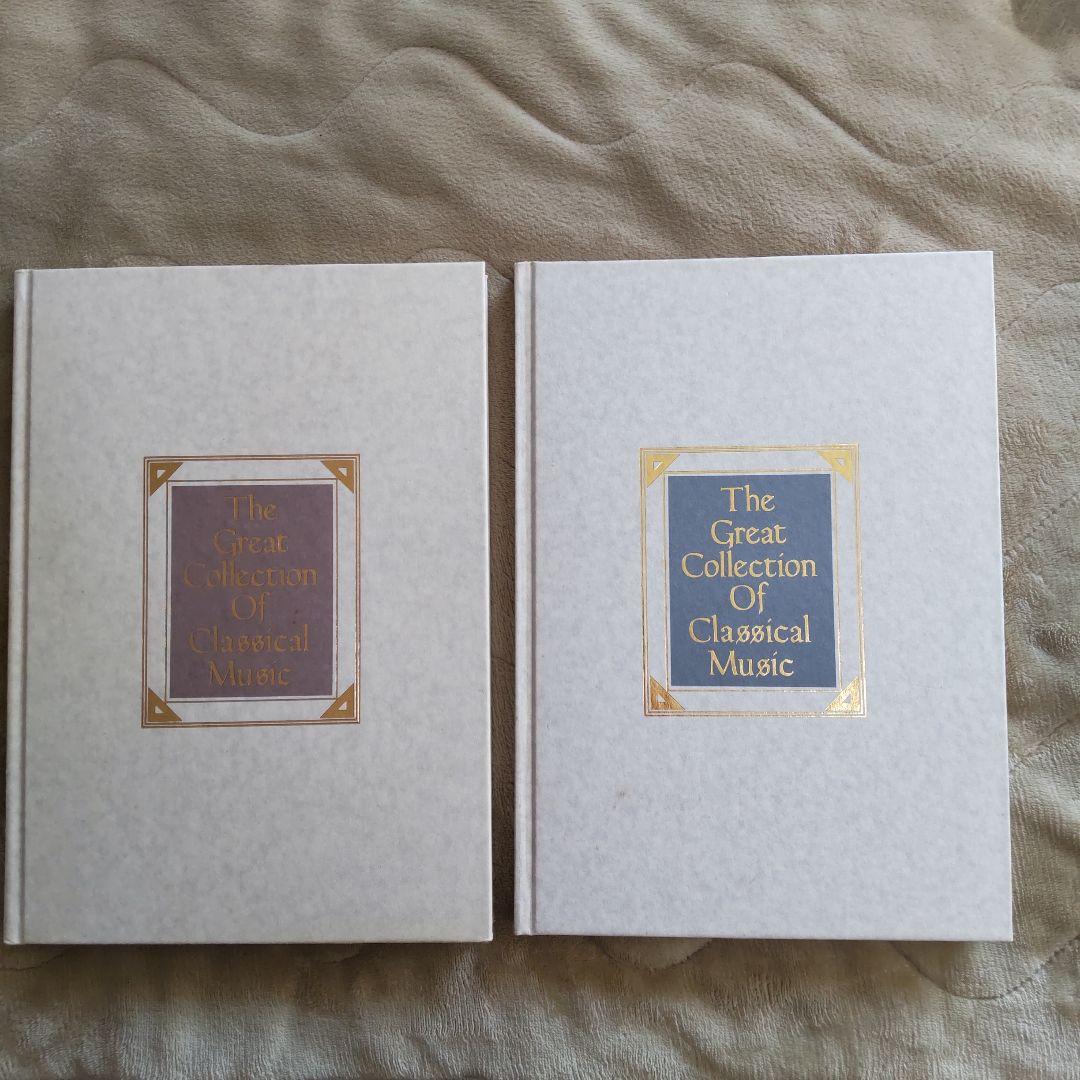 The
Great
Collection
Of
Classical
Music
The
Great
Collection
Of
Classical
Music